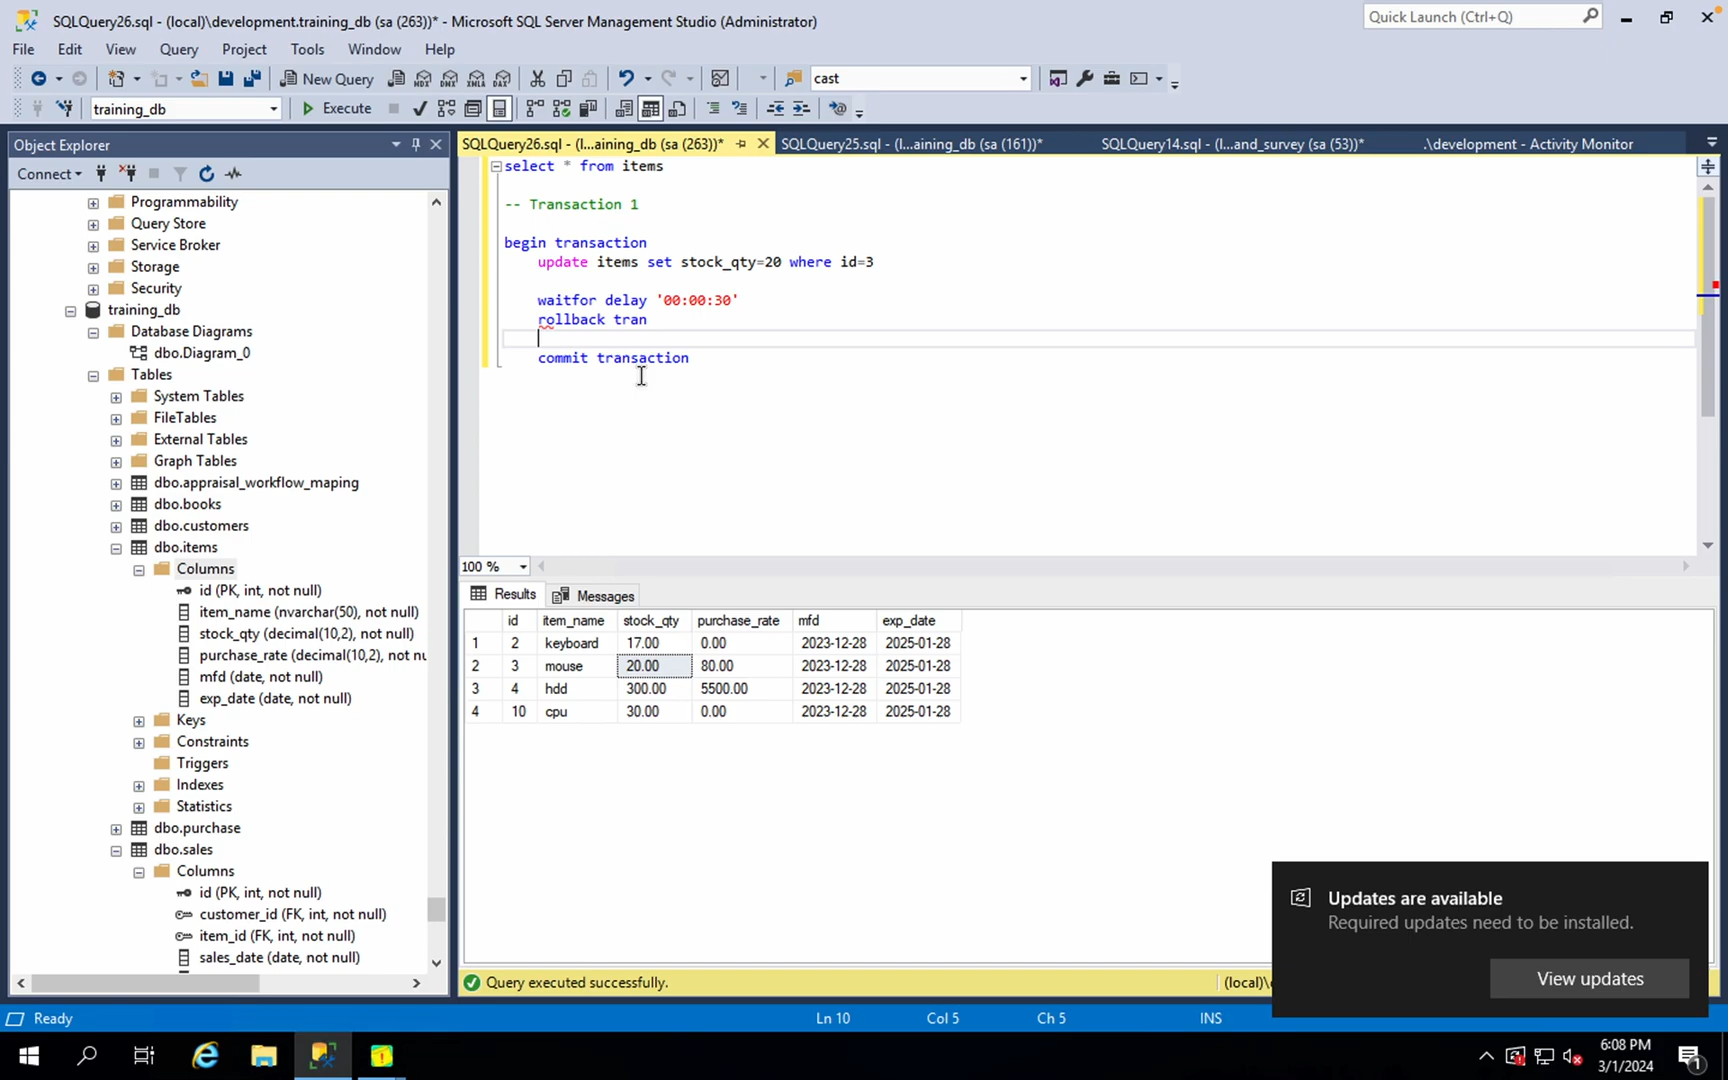 SQLQuery26.sql - (local)\development.training_db (sa (263))* - Microsoft SQL Server Management Studio (Administrator)
Quick Launch (Ctrl+Q)
File Edit View Query Project Tools Window Help
New Query
MDX DMX XMLA DAX
cast
training_db
Execute
Object Explorer
SQLQuery26.sql - (l...aining_db (sa (263))*
SQLQuery25.sql - (l...aining_db (sa (161))*
SQLQuery14.sql - (l...and_survey (sa (53))*
.\development - Activity Monitor
Connect
Programmability
Query Store
Service Broker
Storage
Security
training_db
Database Diagrams
dbo.Diagram_0
Tables
System Tables
FileTables
External Tables
Graph Tables
dbo.appraisal_workflow_maping
dbo.books
dbo.customers
dbo.items
Columns
id (PK, int, not null)
item_name (nvarchar(50), not null)
stock_qty (decimal(10,2), not null)
purchase_rate (decimal(10,2), not nu
mfd (date, not null)
exp_date (date, not null)
Keys
Constraints
Triggers
Indexes
Statistics
dbo.purchase
dbo.sales
Columns
id (PK, int, not null)
customer_id (FK, int, not null)
item_id (FK, int, not null)
sales_date (date, not null)
select * from items
-- Transaction 1
begin transaction
update items set stock_qty=20 where id=3
waitfor delay '00:00:30'
rollback tran
commit transaction
100 %
Results Messages
id item_name stock_qty purchase_rate mfd exp_date
1 2 keyboard 17.00 0.00 2023-12-28 2025-01-28
2 3 mouse 20.00 80.00 2023-12-28 2025-01-28
3 4 hdd 300.00 5500.00 2023-12-28 2025-01-28
4 10 cpu 30.00 0.00 2023-12-28 2025-01-28
Updates are available
Required updates need to be installed.
View updates
Query executed successfully.
(local)\
Ready
Ln 10 Col 5 Ch 5 INS
6:08 PM
3/1/2024
1